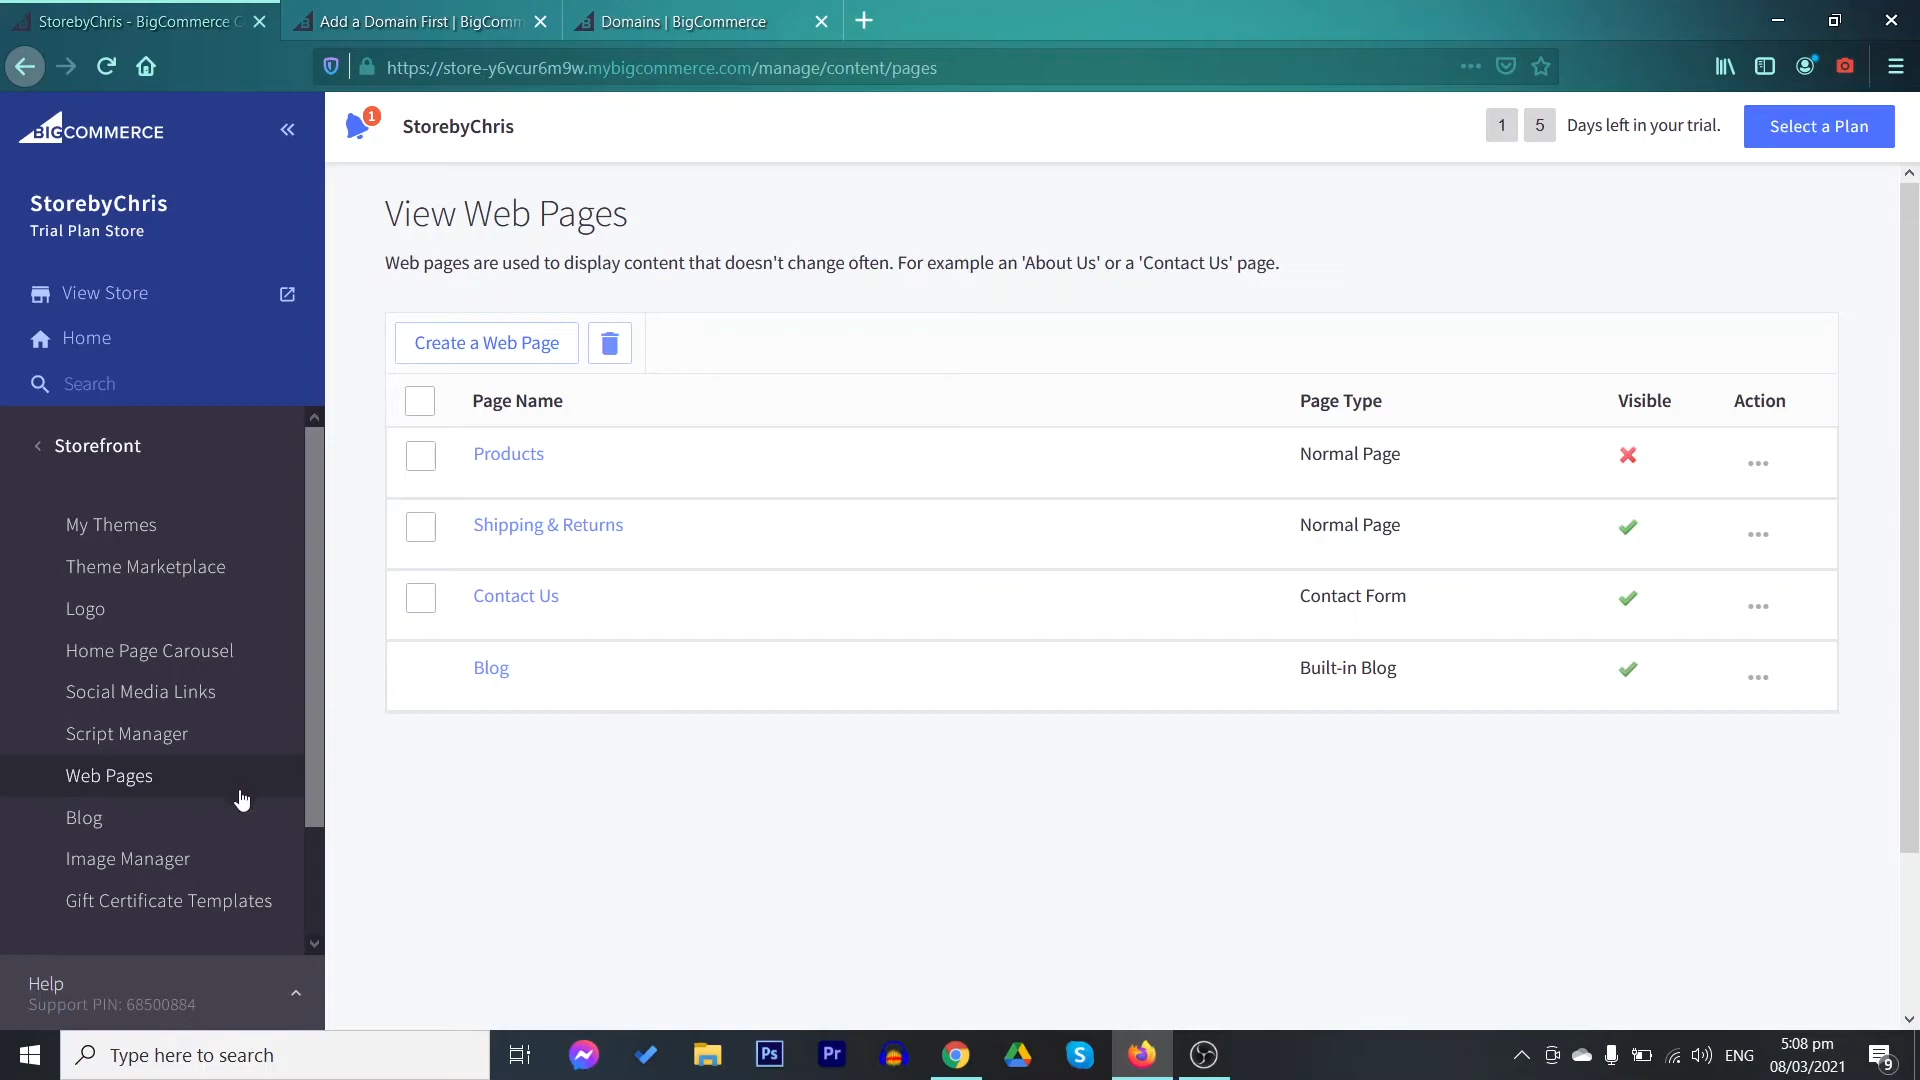 StorebyChris - BigCommerce C
Add a Domain First | BigComm
Domains | BigCommerce
https://store-y6vcur6m9w.mybigcommerce.com/manage/content/pages
BIGCOMMERCE
1
StorebyChris
1 5 Days left in your trial.
Select a Plan
StorebyChris
Trial Plan Store
View Store
Home
Search
Storefront
My Themes
Theme Marketplace
Logo
Home Page Carousel
Social Media Links
Script Manager
Web Pages
Blog
Image Manager
Gift Certificate Templates
Help
Support PIN: 68500884
View Web Pages
Web pages are used to display content that doesn't change often. For example an 'About Us' or a 'Contact Us' page.
Create a Web Page
Page Name Page Type Visible Action
Products Normal Page
Shipping & Returns Normal Page
Contact Us Contact Form
Blog Built-in Blog
Type here to search
Ps
Pr
S
ENG
5:08 pm
08/03/2021
9